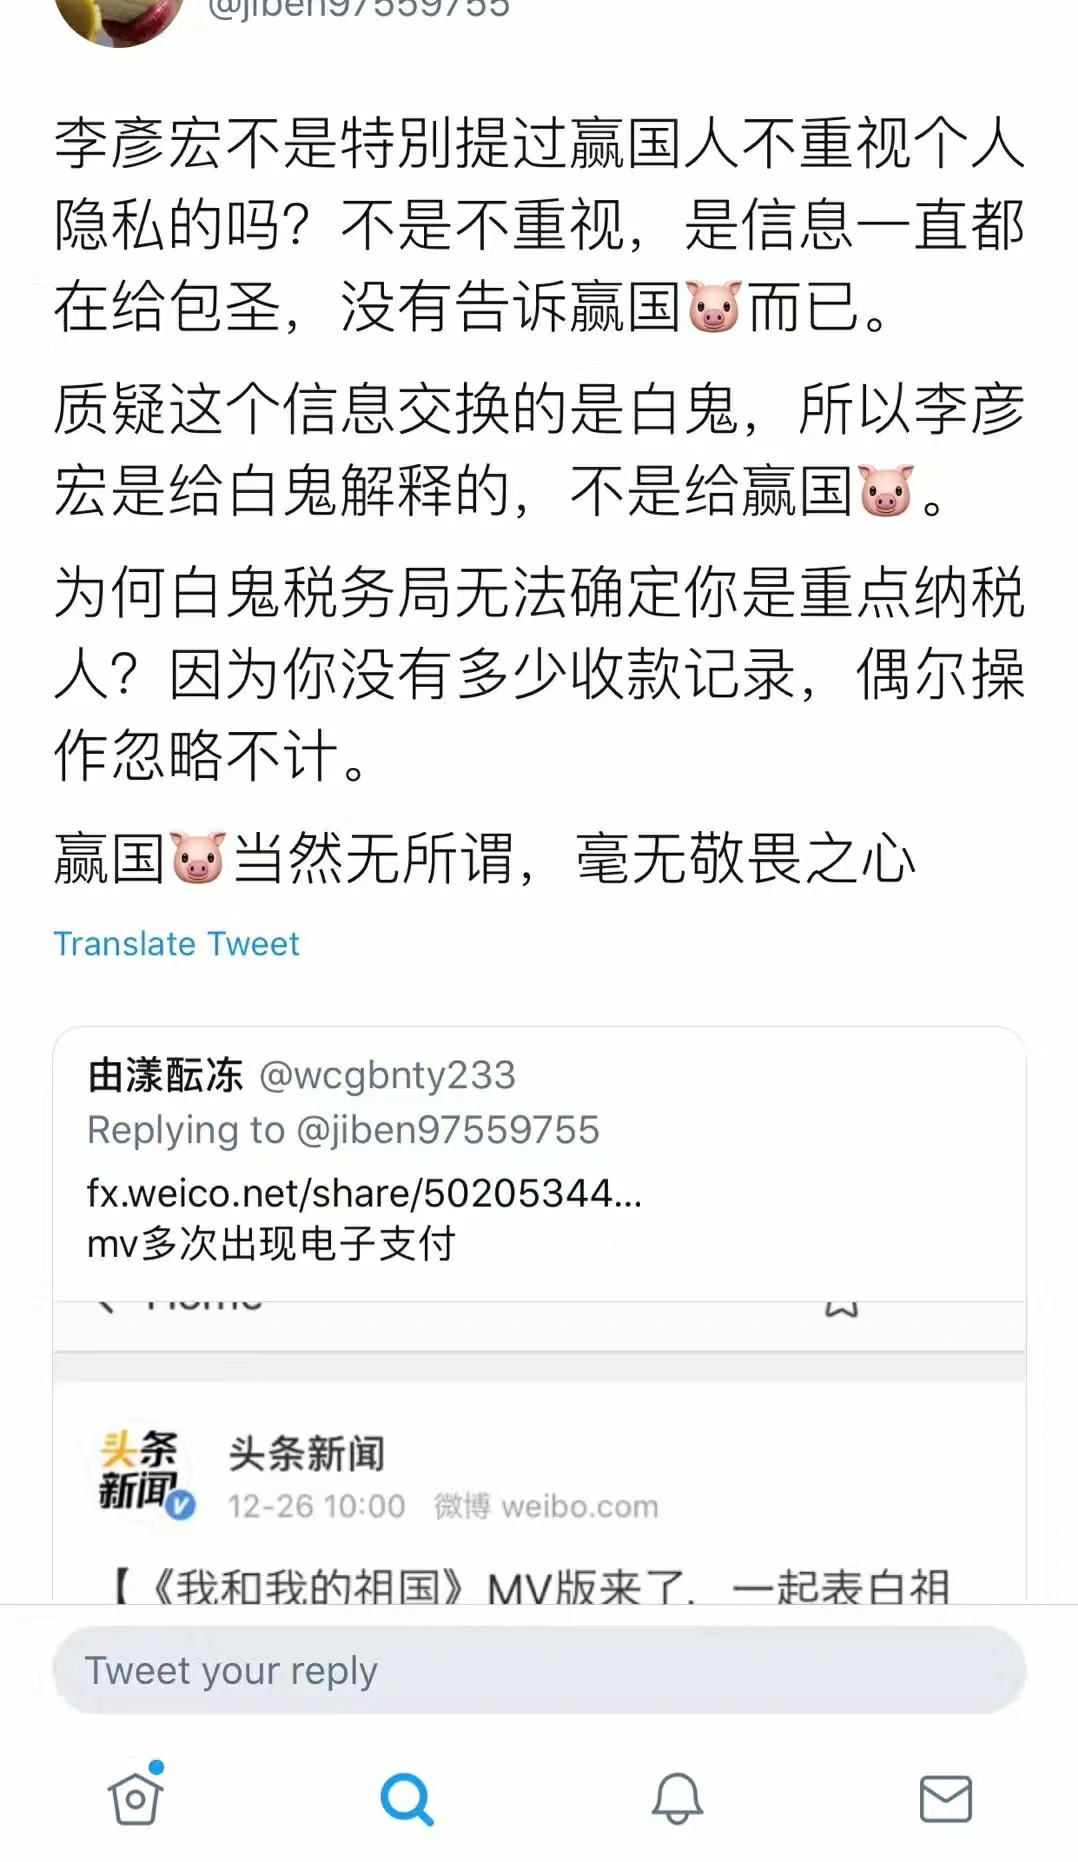 @jiben97559755
李彥宏不是特別提过赢国人不重视个人
隐私的吗？不是不重视，是信息一直都
在给包圣，没有告诉赢国🐷而已。
质疑这个信息交换的是白鬼，所以李彦
宏是给白鬼解释的，不是给赢国🐷。
为何白鬼税务局无法确定你是重点纳税
人？因为你没有多少收款记录，偶尔操
作忽略不计。
赢国🐷当然无所谓，毫无敬畏之心
Translate Tweet
由漾酝冻 @wcgbnty233
Replying to @jiben97559755
fx.weico.net/share/50205344...
mv多次出现电子支付
Home
头条新闻
头条新闻
12-26 10:00 微博 weibo.com
【《我和我的祖国》MV版来了，一起表白祖
Tweet your reply